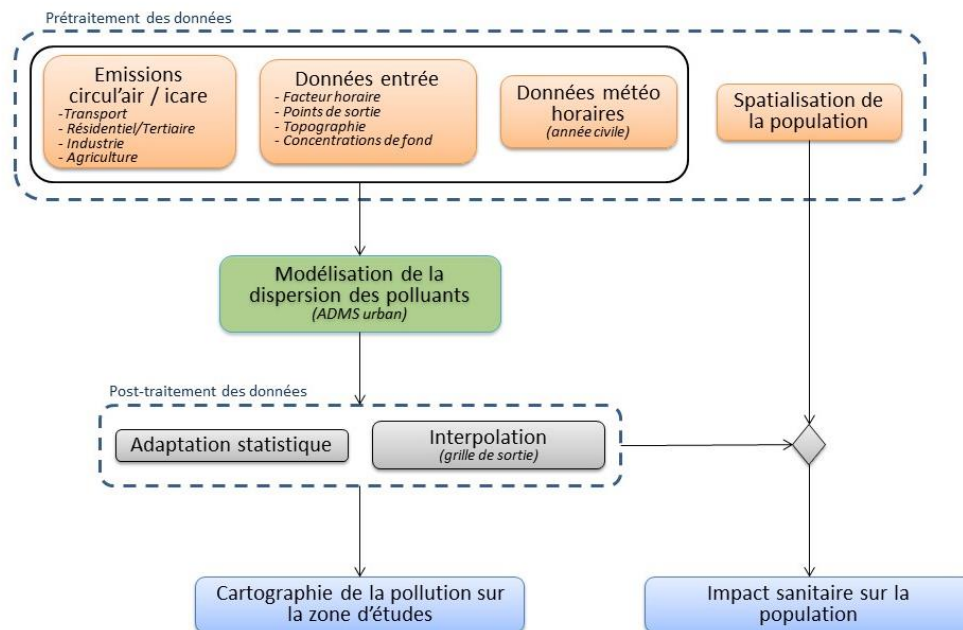 Prétraitement des données
Emissions
circul'air / icare
-Transport
- Résidentiel/Tertiaire
- Industrie
- Agriculture
Données entrée
- Facteur horaire
- Points de sortie
- Topographie
- Concentrations de fond
Données météo
horaires
(année civile)
Spatialisation de
la population
Modélisation de la
dispersion des polluants
(ADMS urban)
Post-traitement des données
Adaptation statistique
Interpolation
(grille de sortie)
Cartographie de la pollution sur
la zone d'études
Impact sanitaire sur la
population